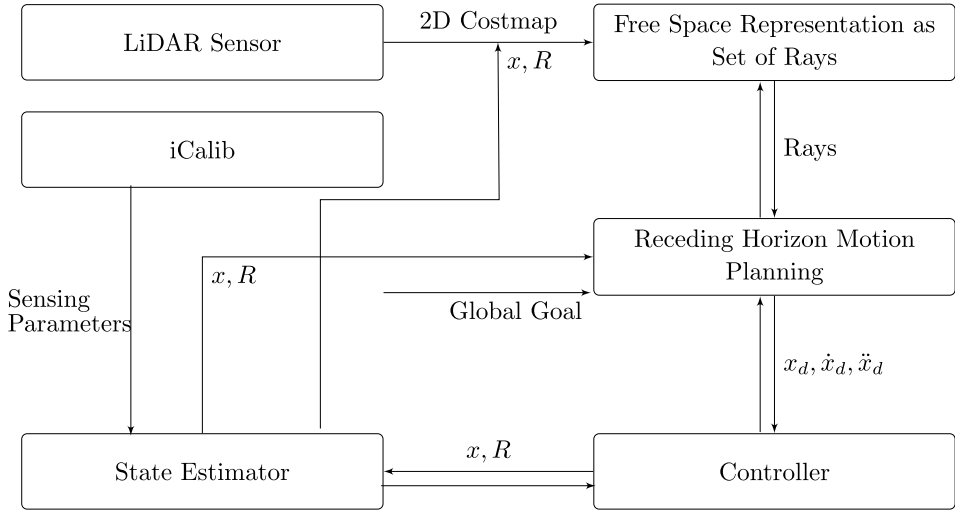 2D Costmap
LiDAR Sensor
Free Space Representation as
Set of Rays
x, R
iCalib
Rays
Receding Horizon Motion
Planning
x, R
Sensing
Parameters
Global Goal
x_d, ẋ_d, ẍ_d
x, R
State Estimator
Controller